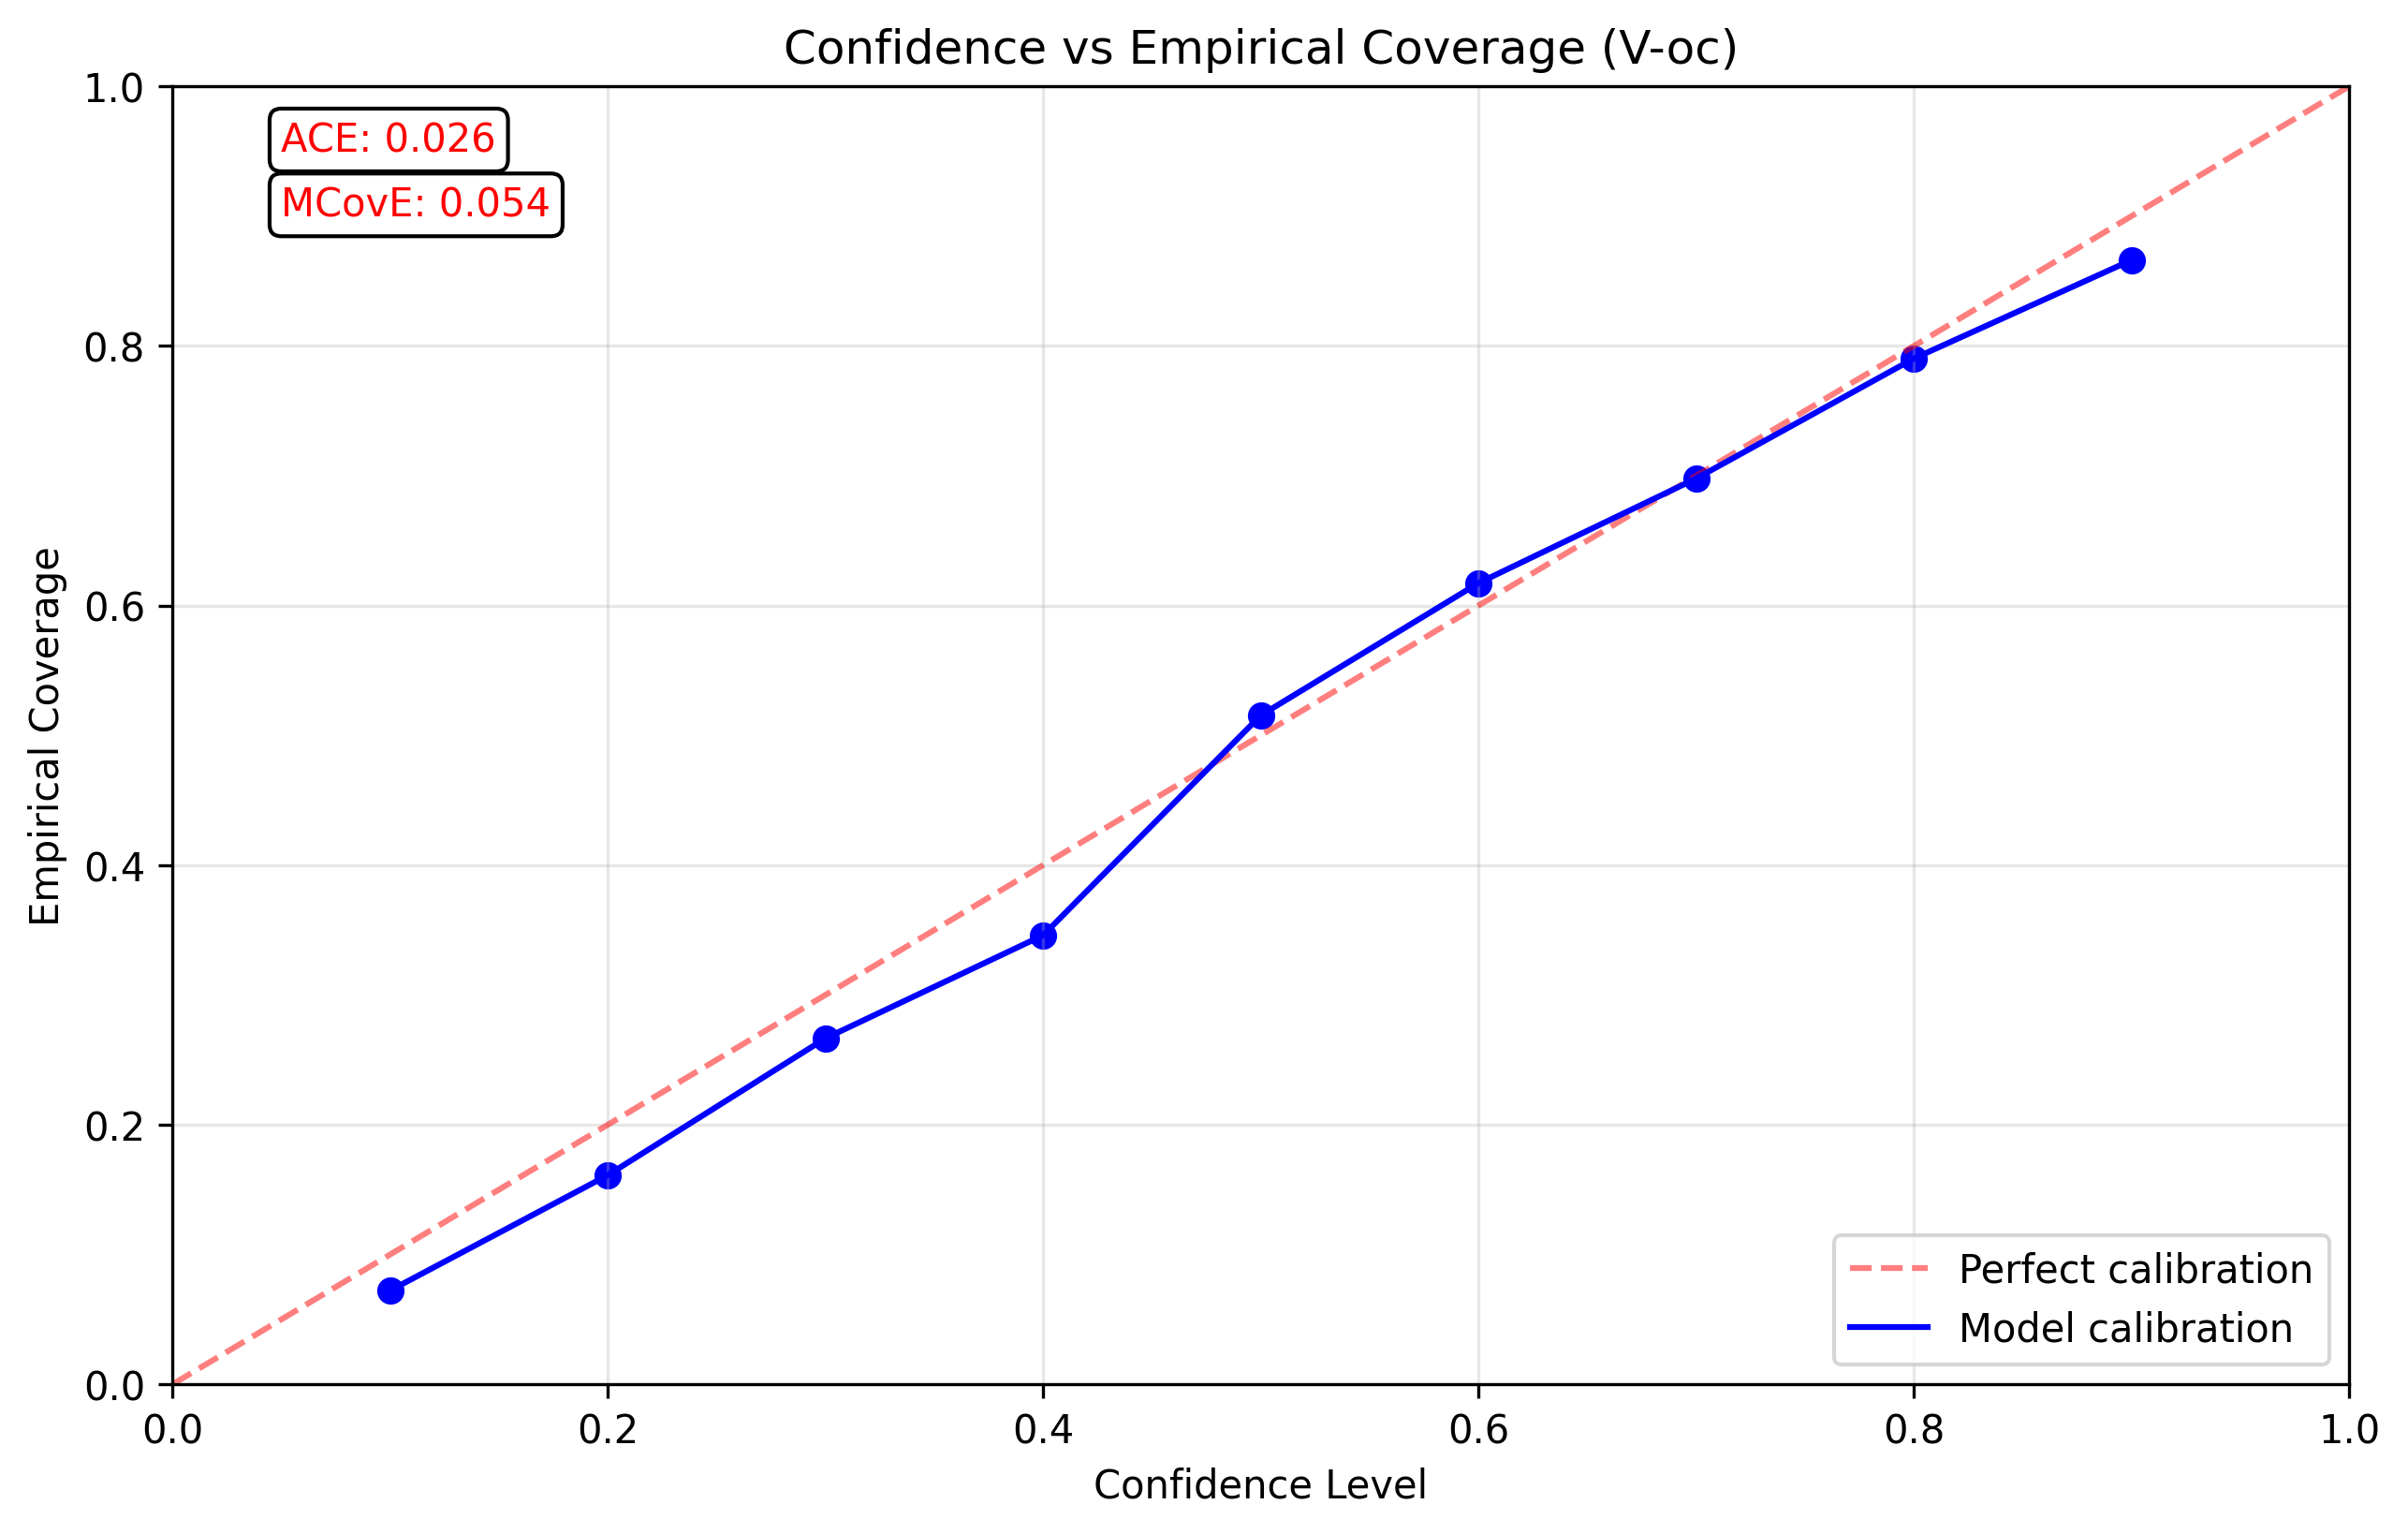 Confidence vs Empirical Coverage (V-oc)
ACE: 0.026
MCovE: 0.054
1.0
0.8
0.6
0.4
0.2
0.0
Empirical Coverage
0.0 0.2 0.4 0.6 0.8 1.0
Confidence Level
Perfect calibration
Model calibration